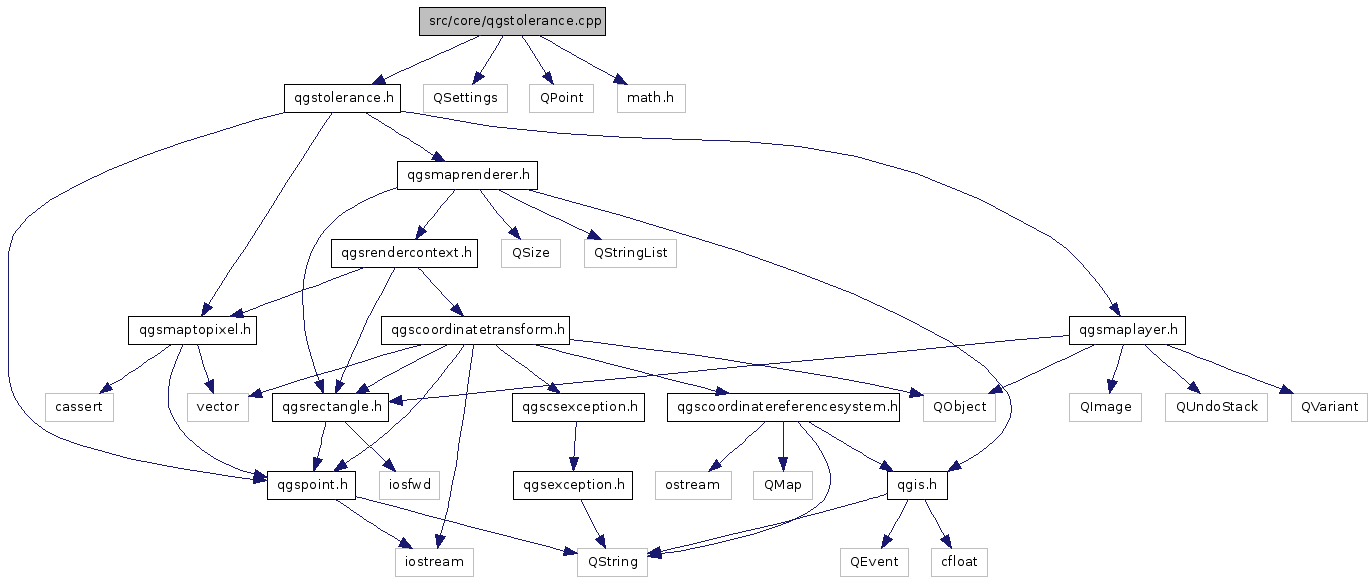 src/core/qgstolerance.cpp
qgstolerance.h
QSettings
QPoint
math.h
qgsmaprenderer.h
qgsrendercontext.h
QSize
QStringList
qgsmaptopixel.h
qgscoordinatetransform.h
qgsmaplayer.h
cassert
vector
qgsrectangle.h
qgscsexception.h
qgscoordinatereferencesystem.h
QObject
QImage
QUndoStack
QVariant
qgspoint.h
iosfwd
qgsexception.h
ostream
QMap
qgis.h
iostream
QString
QEvent
cfloat